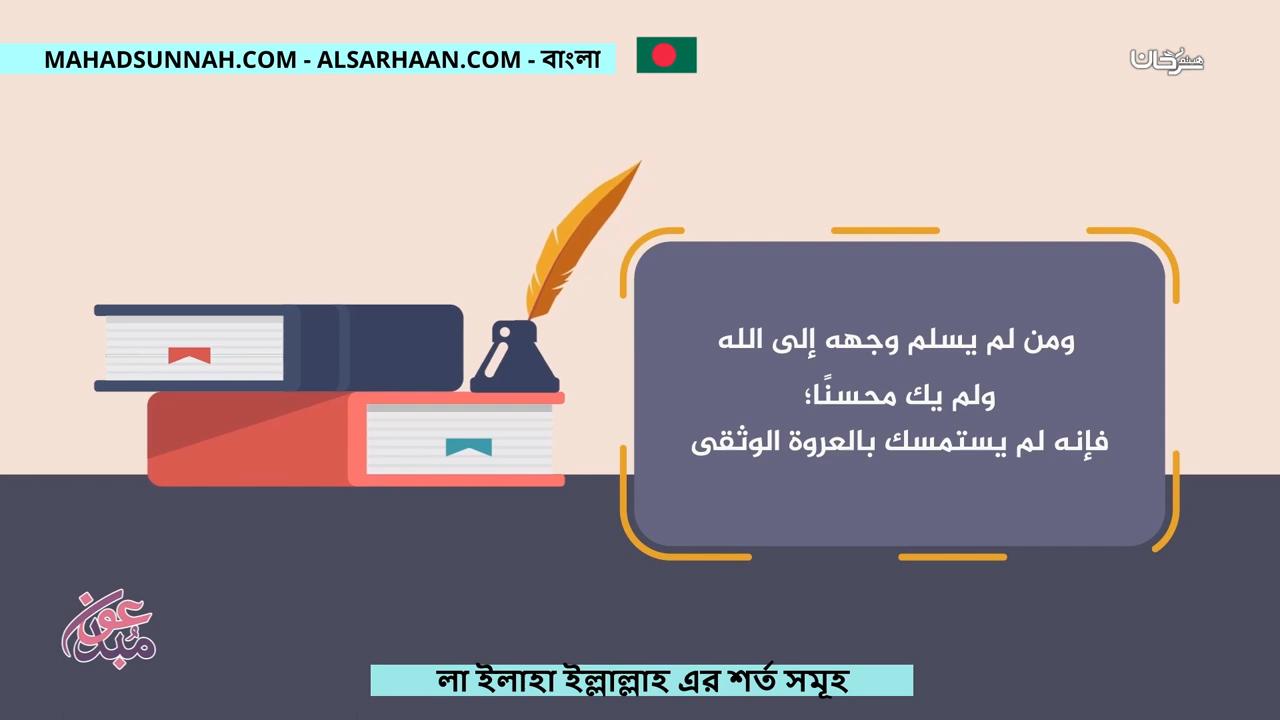 MAHADSUNNAH.COM - ALSARHAAN.COM - বাংলা
ومن لم يسلم وجهه إلى الله
ولم يك محسنًا؛
فإنه لم يستمسك بالعروة الوثقى
مبدعون
লা ইলাহা ইল্লাল্লাহ এর শর্ত সমূহ